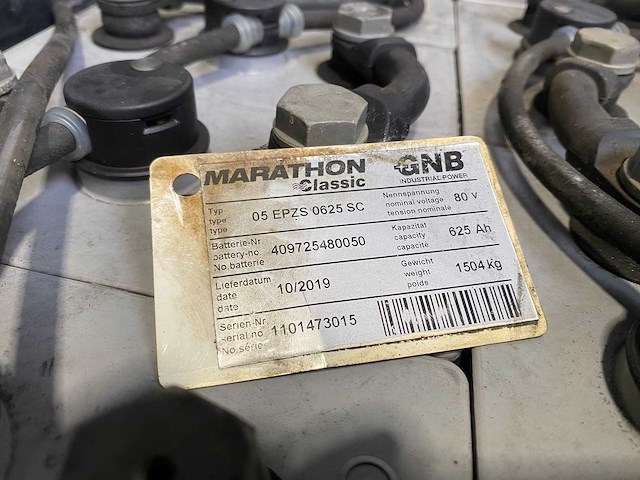 MARATHON Classic
GNB
INDUSTRIAL POWER
Typ
type
type
05 EPZS 0625 SC
Nennspannung
nominal voltage
tension nominale
80 V
Batterie-Nr.
battery-no
No.batterie
409725480050
Kapazität
capacity
capacite
625 Ah
Lieferdatum
date
date
10/2019
Gewicht
weight
poids
1504 kg
Serien-Nr
serial no
No.série
1101473015